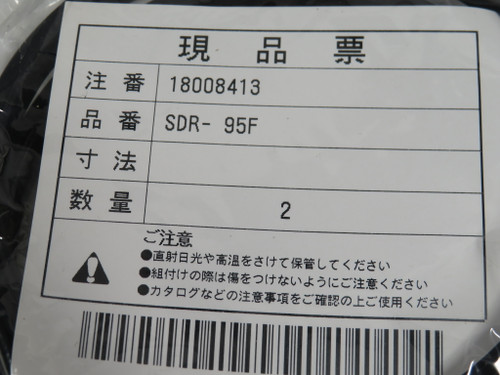 現品票
注番 18008413
品番 SDR- 95F
寸法
数量 2
ご注意
●直射日光や高温をさけて保管してください
●組付けの際は傷をつけないようにご注意ください
●カタログなどの注意事項をご確認の上ご使用ください